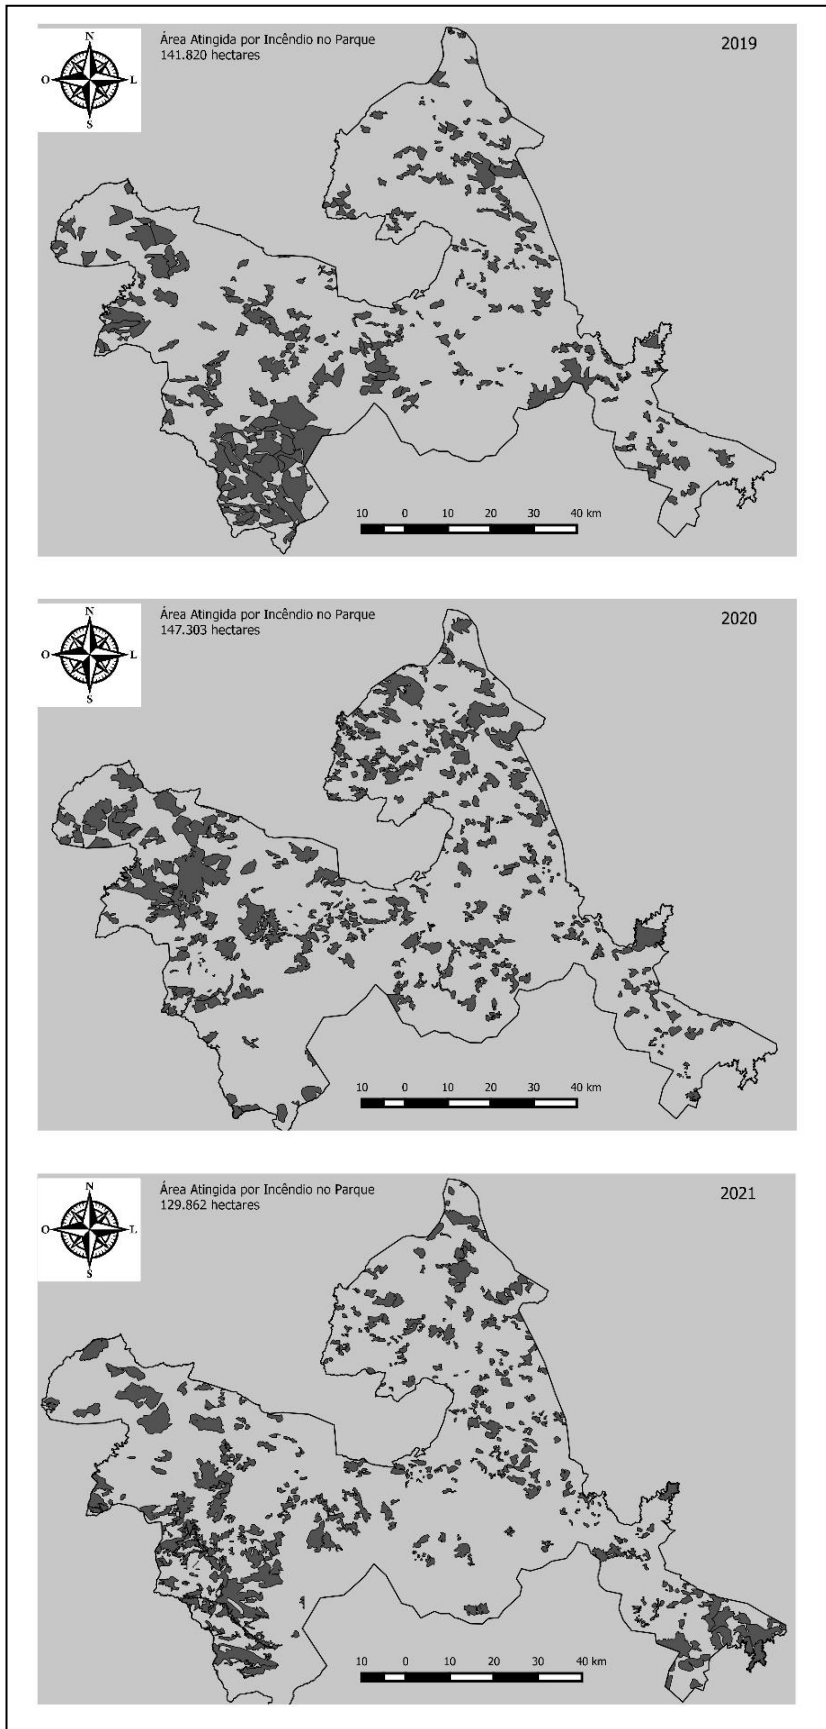 Área Atingida por Incêndio no Parque
141.820 hectares
2019
N
O
L
S
10 0 10 20 30 40 km
Área Atingida por Incêndio no Parque
147.303 hectares
2020
N
O
L
S
10 0 10 20 30 40 km
Área Atingida por Incêndio no Parque
129.862 hectares
2021
N
O
L
S
10 0 10 20 30 40 km